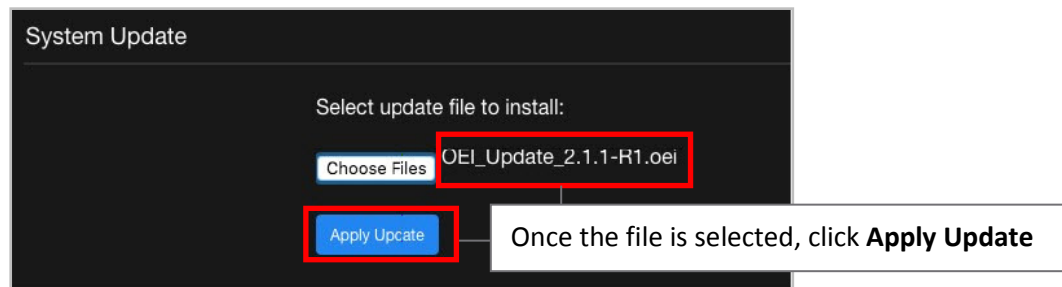 System Update
Select update file to install:
Choose Files OEI_Update_2.1.1-R1.oei
Apply Upcate
Once the file is selected, click Apply Update